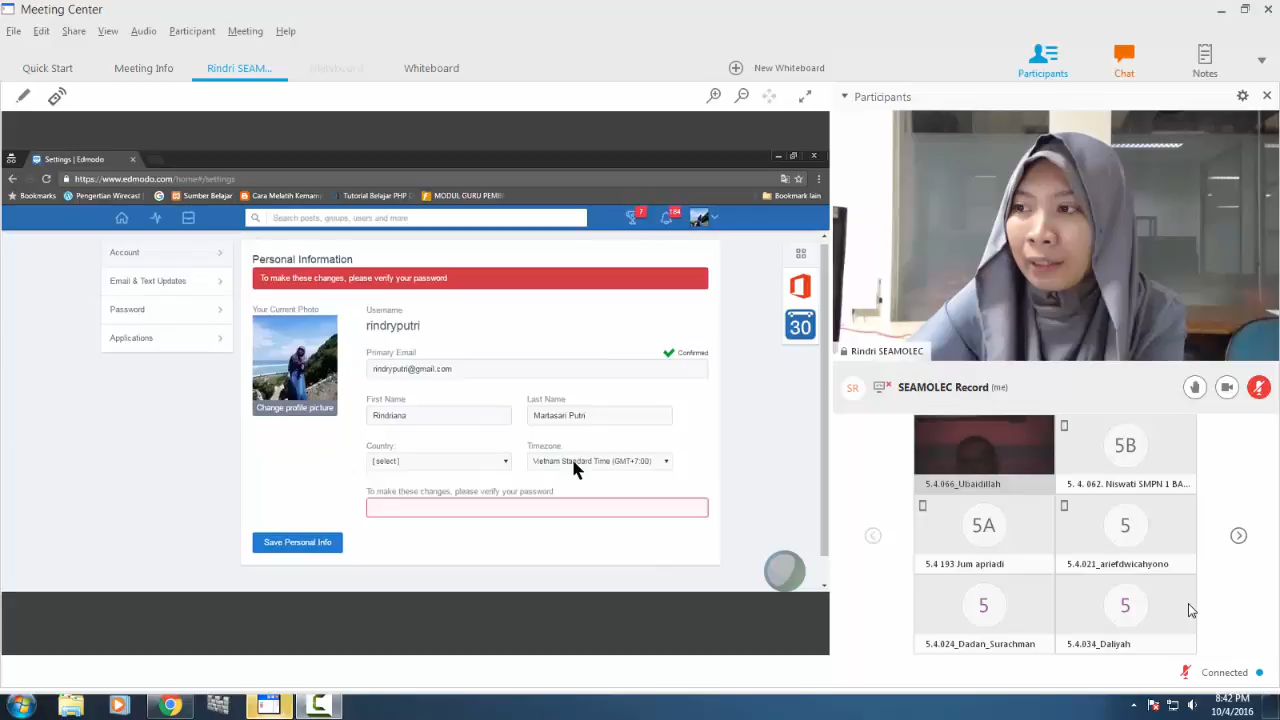 Meeting Center
File Edit Share View Audio Participant Meeting Help
Quick Start Meeting Info Rindri SEAM... Whiteboard Whiteboard New Whiteboard
Participants Chat Notes
Participants
Settings | Edmodo
https://www.edmodo.com/home#/settings
Bookmarks Pengertian Wirecast Sumber Belajar Cara Melatih Kemam Tutorial Belajar PHP D MODUL GURU PEMB Bookmark lain
Search posts, groups, users and more 7 184
Account
Email & Text Updates
Password
Applications
Personal Information
To make these changes, please verify your password
Your Current Photo
Change profile picture
Username
rindryputri
Primary Email Confirmed
rindryputri@gmail.com
First Name Last Name
Rindriana Martasari Putri
Country: Timezone
[ select ] Vietnam Standard Time (GMT+7:00)
To make these changes, please verify your password
Save Personal Info
30
Rindri SEAMOLEC
SR SEAMOLEC Record (me)
5B
5.4.066_Ubaidillah 5. 4. 062. Niswati SMPN 1 BA...
5A 5
5.4 193 Jum apriadi 5.4.021_ariefdwicahyono
5 5
5.4.024_Dadan_Surachman 5.4.034_Daliyah
Connected
8:42 PM
10/4/2016